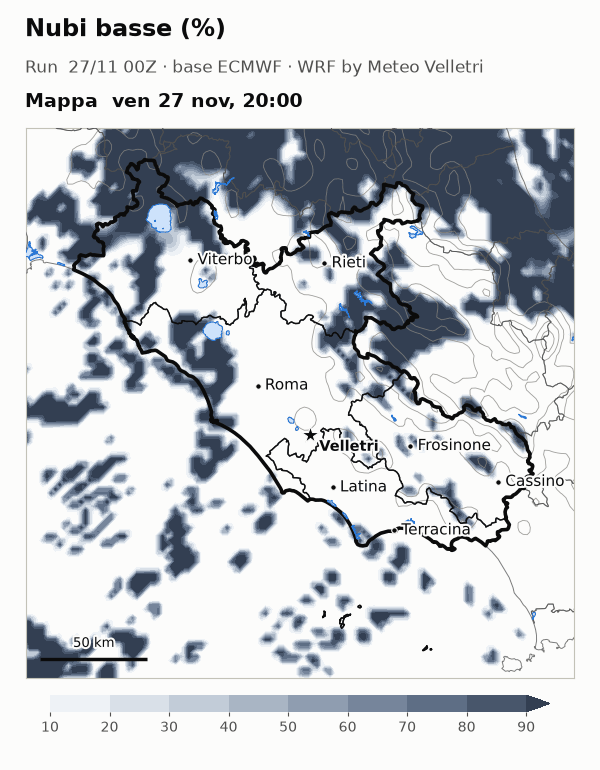 Nubi basse (%)
Run  27/11 00Z · base ECMWF · WRF by Meteo Velletri
Mappa  ven 27 nov, 20:00
Viterbo
Rieti
Roma
Velletri
Frosinone
Cassino
Latina
Terracina
50 km
10 20 30 40 50 60 70 80 90